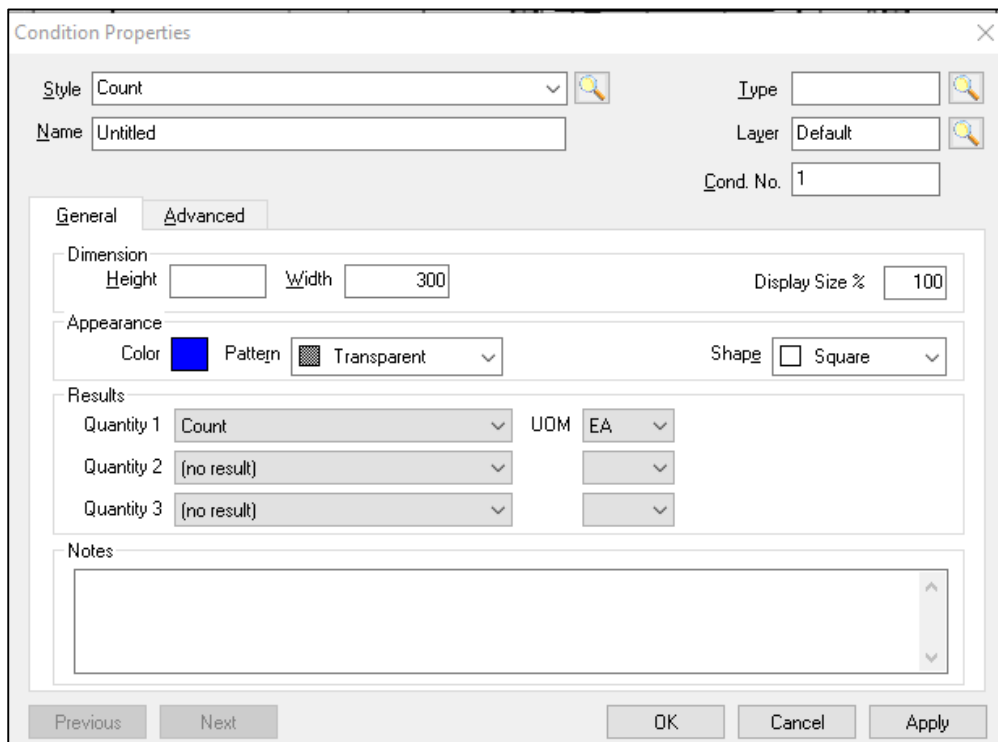 Condition Properties
Style Count Type
Name Untitled Layer Default
Cond. No. 1
General Advanced
Dimension
Height Width 300 Display Size % 100
Appearance
Color Pattern Transparent Shape Square
Results
Quantity 1 Count UOM EA
Quantity 2 (no result)
Quantity 3 (no result)
Notes
Previous Next OK Cancel Apply